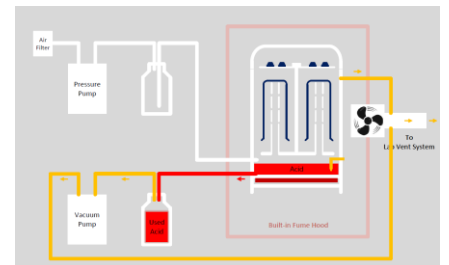 Air
Filter
Pressure
Pump
To
Lab Vent System
Acid
Vacuum
Pump
Used
Acid
Built-in Fume Hood